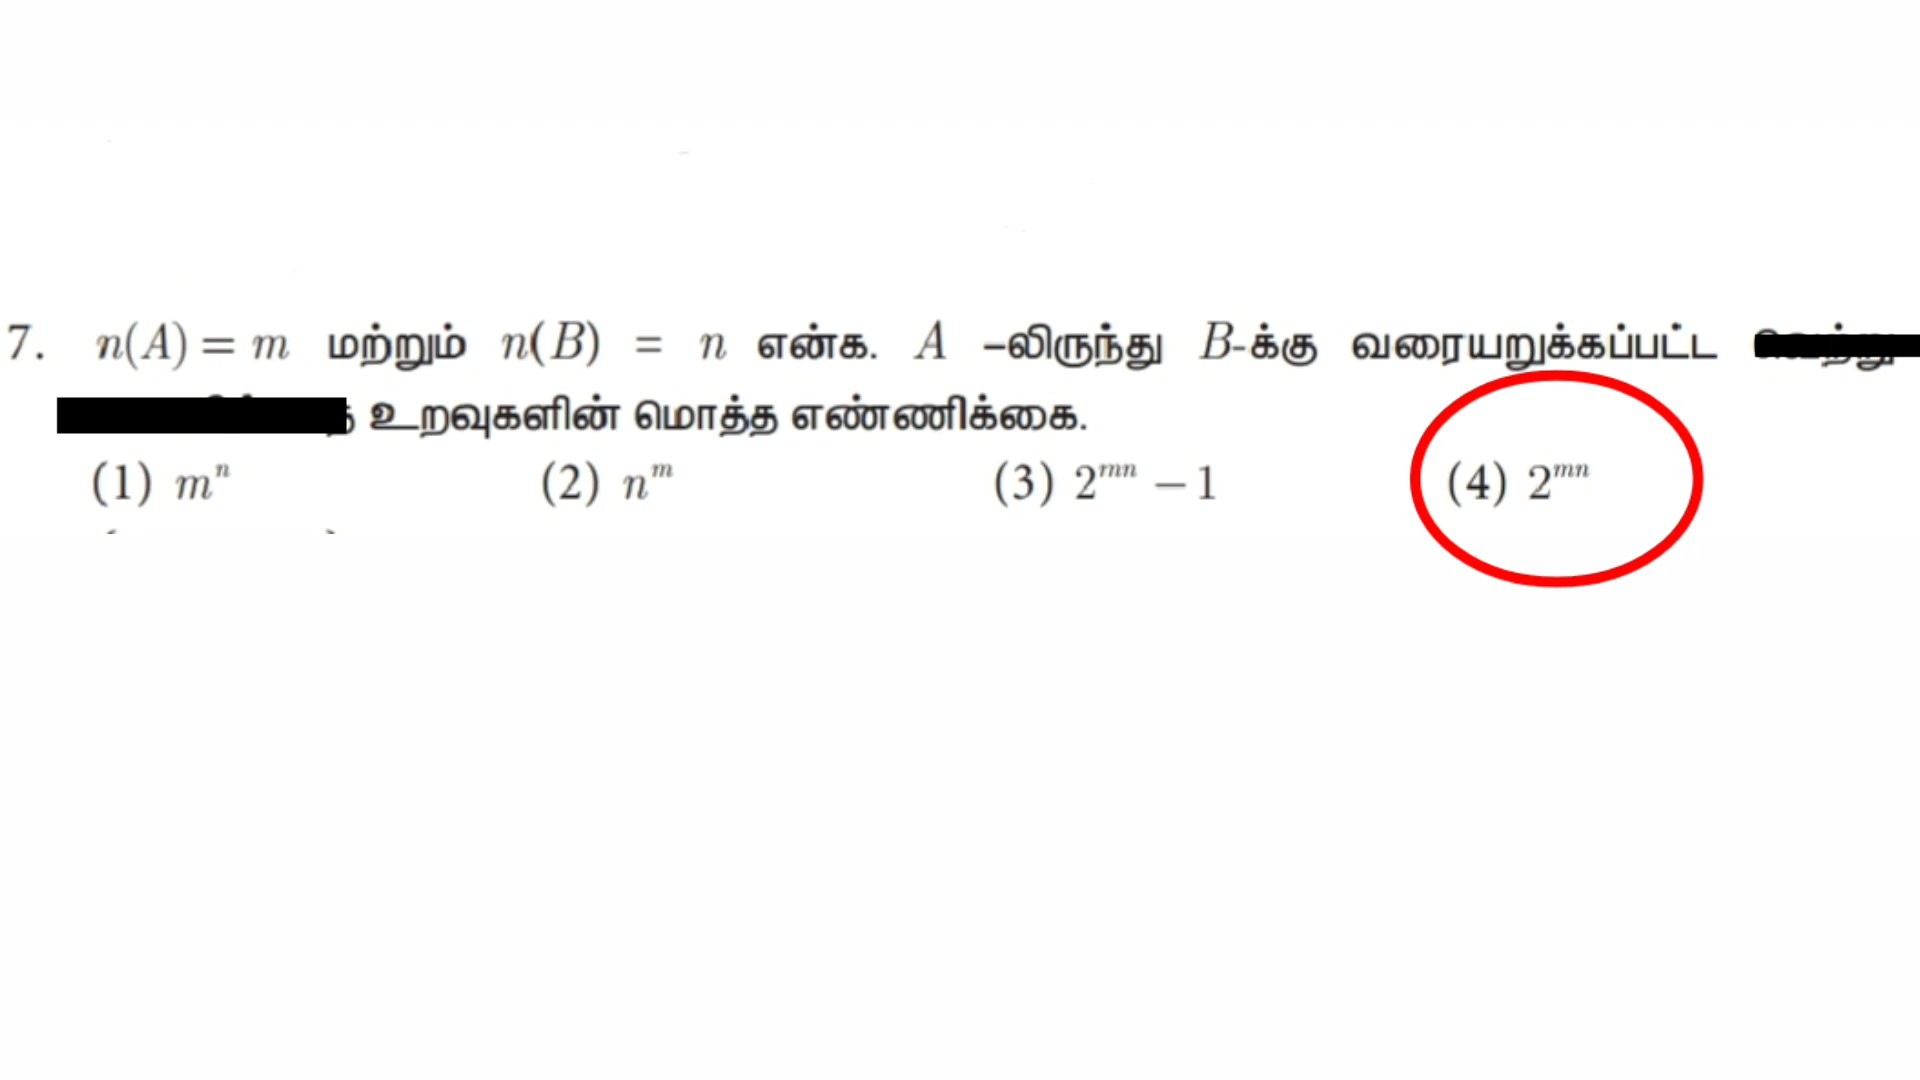 7. n(A) = m மற்றும் n(B) = n என்க. A –லிருந்து B-க்கு வரையறுக்கப்பட்ட
உறவுகளின் மொத்த எண்ணிக்கை.
(1) mⁿ (2) nᵐ (3) 2ᵐⁿ – 1 (4) 2ᵐⁿ